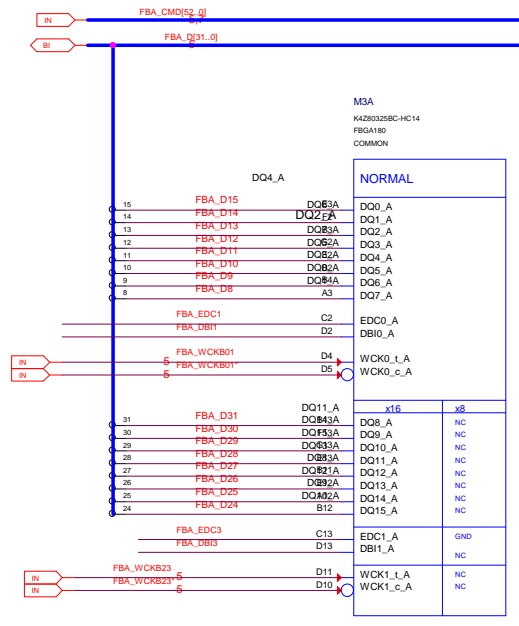 IN FBA_CMD[52..0]
BI FBA_D[31..0]
M3A
K4Z80325BC-HC14
FBGA180
COMMON
DQ4_A
NORMAL
15 FBA_D15 DQ0_A
14 FBA_D14 DQ2_A DQ1_A
13 FBA_D13 DQ2_A
12 FBA_D12 DQ3_A
11 FBA_D11 DQ4_A
10 FBA_D10 DQ5_A
9 FBA_D9 DQ6_A
8 FBA_D8 A3 DQ7_A
FBA_EDC1 C2 EDC0_A
FBA_DBI1 D2 DBI0_A
IN FBA_WCKB01 5 D4 WCK0_t_A
IN FBA_WCKB01* 5 D5 WCK0_c_A
DQ11_A x16 x8
31 FBA_D31 DQ8_A NC
30 FBA_D30 DQ9_A NC
29 FBA_D29 DQ10_A NC
28 FBA_D28 DQ11_A NC
27 FBA_D27 DQ12_A NC
26 FBA_D26 DQ13_A NC
25 FBA_D25 DQ14_A NC
24 FBA_D24 B12 DQ15_A NC
FBA_EDC3 C13 EDC1_A GND
FBA_DBI3 D13 DBI1_A NC
IN FBA_WCKB23 5 D11 WCK1_t_A NC
IN FBA_WCKB23* 5 D10 WCK1_c_A NC